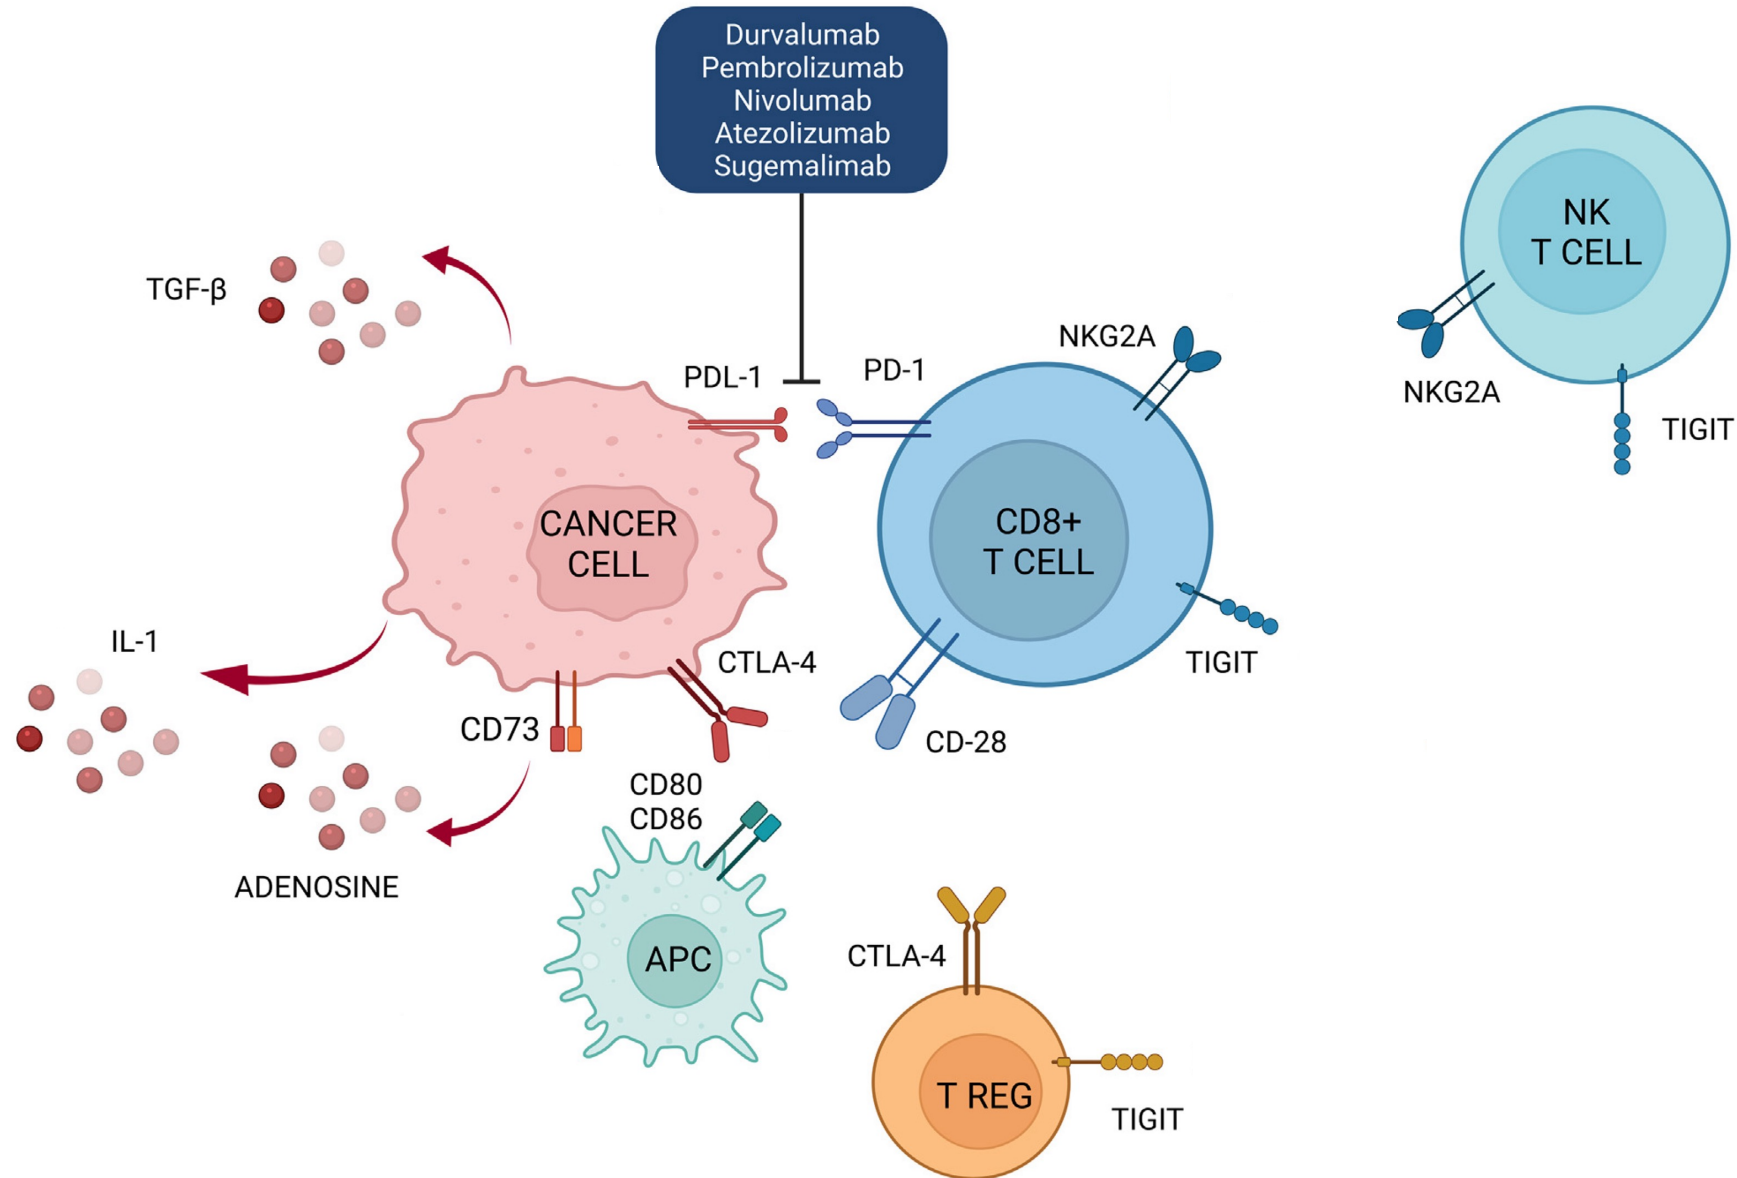 Durvalumab
Pembrolizumab
Nivolumab
Atezolizumab
Sugemalimab
NK
T CELL
NKG2A
TIGIT
TGF-β
PDL-1
PD-1
NKG2A
CANCER
CELL
CD8+
T CELL
IL-1
CTLA-4
TIGIT
CD73
CD-28
CD80
CD86
ADENOSINE
APC
CTLA-4
T REG
TIGIT